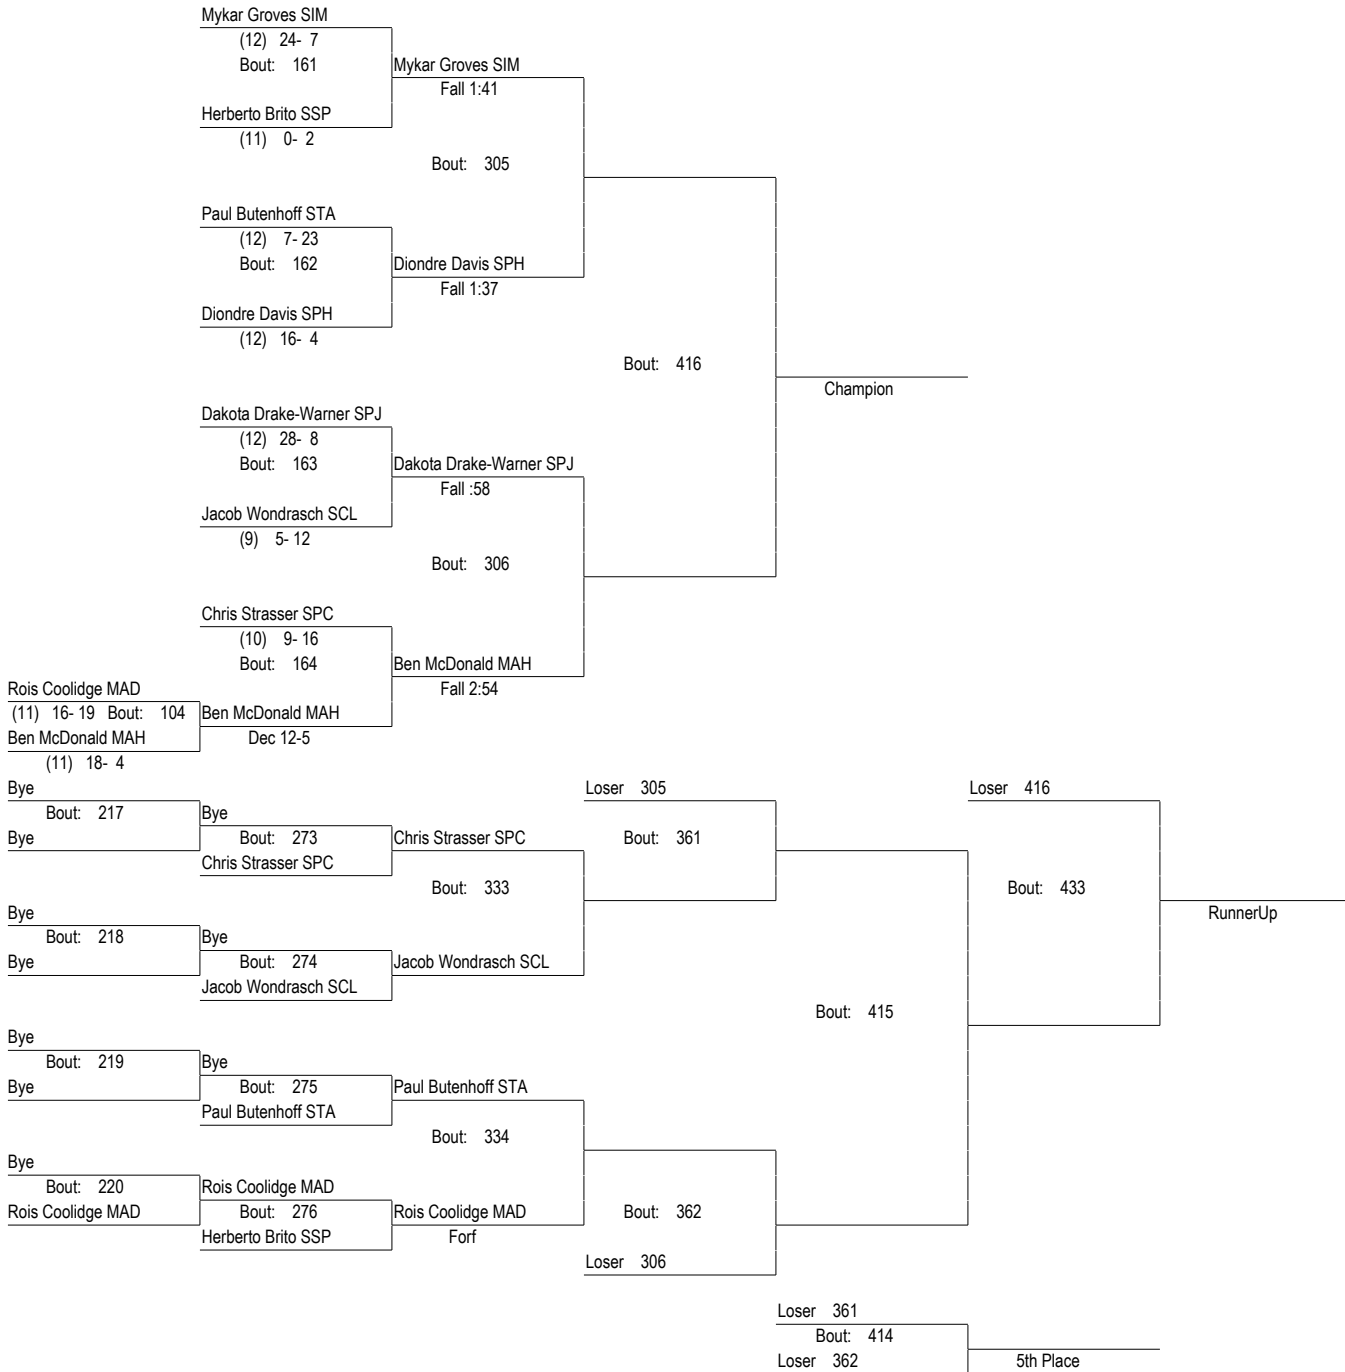 Mykar Groves SIM
(12) 24- 7
Bout: 161
Mykar Groves SIM
Fall 1:41
Herberto Brito SSP
(11) 0- 2
Bout: 305
Paul Butenhoff STA
(12) 7- 23
Bout: 162
Diondre Davis SPH
Fall 1:37
Diondre Davis SPH
(12) 16- 4
Bout: 416
Champion
Dakota Drake-Warner SPJ
(12) 28- 8
Bout: 163
Dakota Drake-Warner SPJ
Fall :58
Jacob Wondrasch SCL
(9) 5- 12
Bout: 306
Chris Strasser SPC
(10) 9- 16
Bout: 164
Ben McDonald MAH
Fall 2:54
Rois Coolidge MAD
(11) 16- 19 Bout: 104
Ben McDonald MAH
Ben McDonald MAH
Dec 12-5
(11) 18- 4
Bye
Loser 305
Loser 416
Bout: 217
Bye
Bye
Bout: 273
Chris Strasser SPC
Bout: 361
Chris Strasser SPC
Bout: 333
Bout: 433
Bye
RunnerUp
Bout: 218
Bye
Bye
Bout: 274
Jacob Wondrasch SCL
Jacob Wondrasch SCL
Bout: 415
Bye
Bout: 219
Bye
Bye
Bout: 275
Paul Butenhoff STA
Paul Butenhoff STA
Bout: 334
Bye
Bout: 220
Rois Coolidge MAD
Rois Coolidge MAD
Bout: 276
Rois Coolidge MAD
Bout: 362
Herberto Brito SSP
Forf
Loser 306
Loser 361
Bout: 414
Loser 362
5th Place